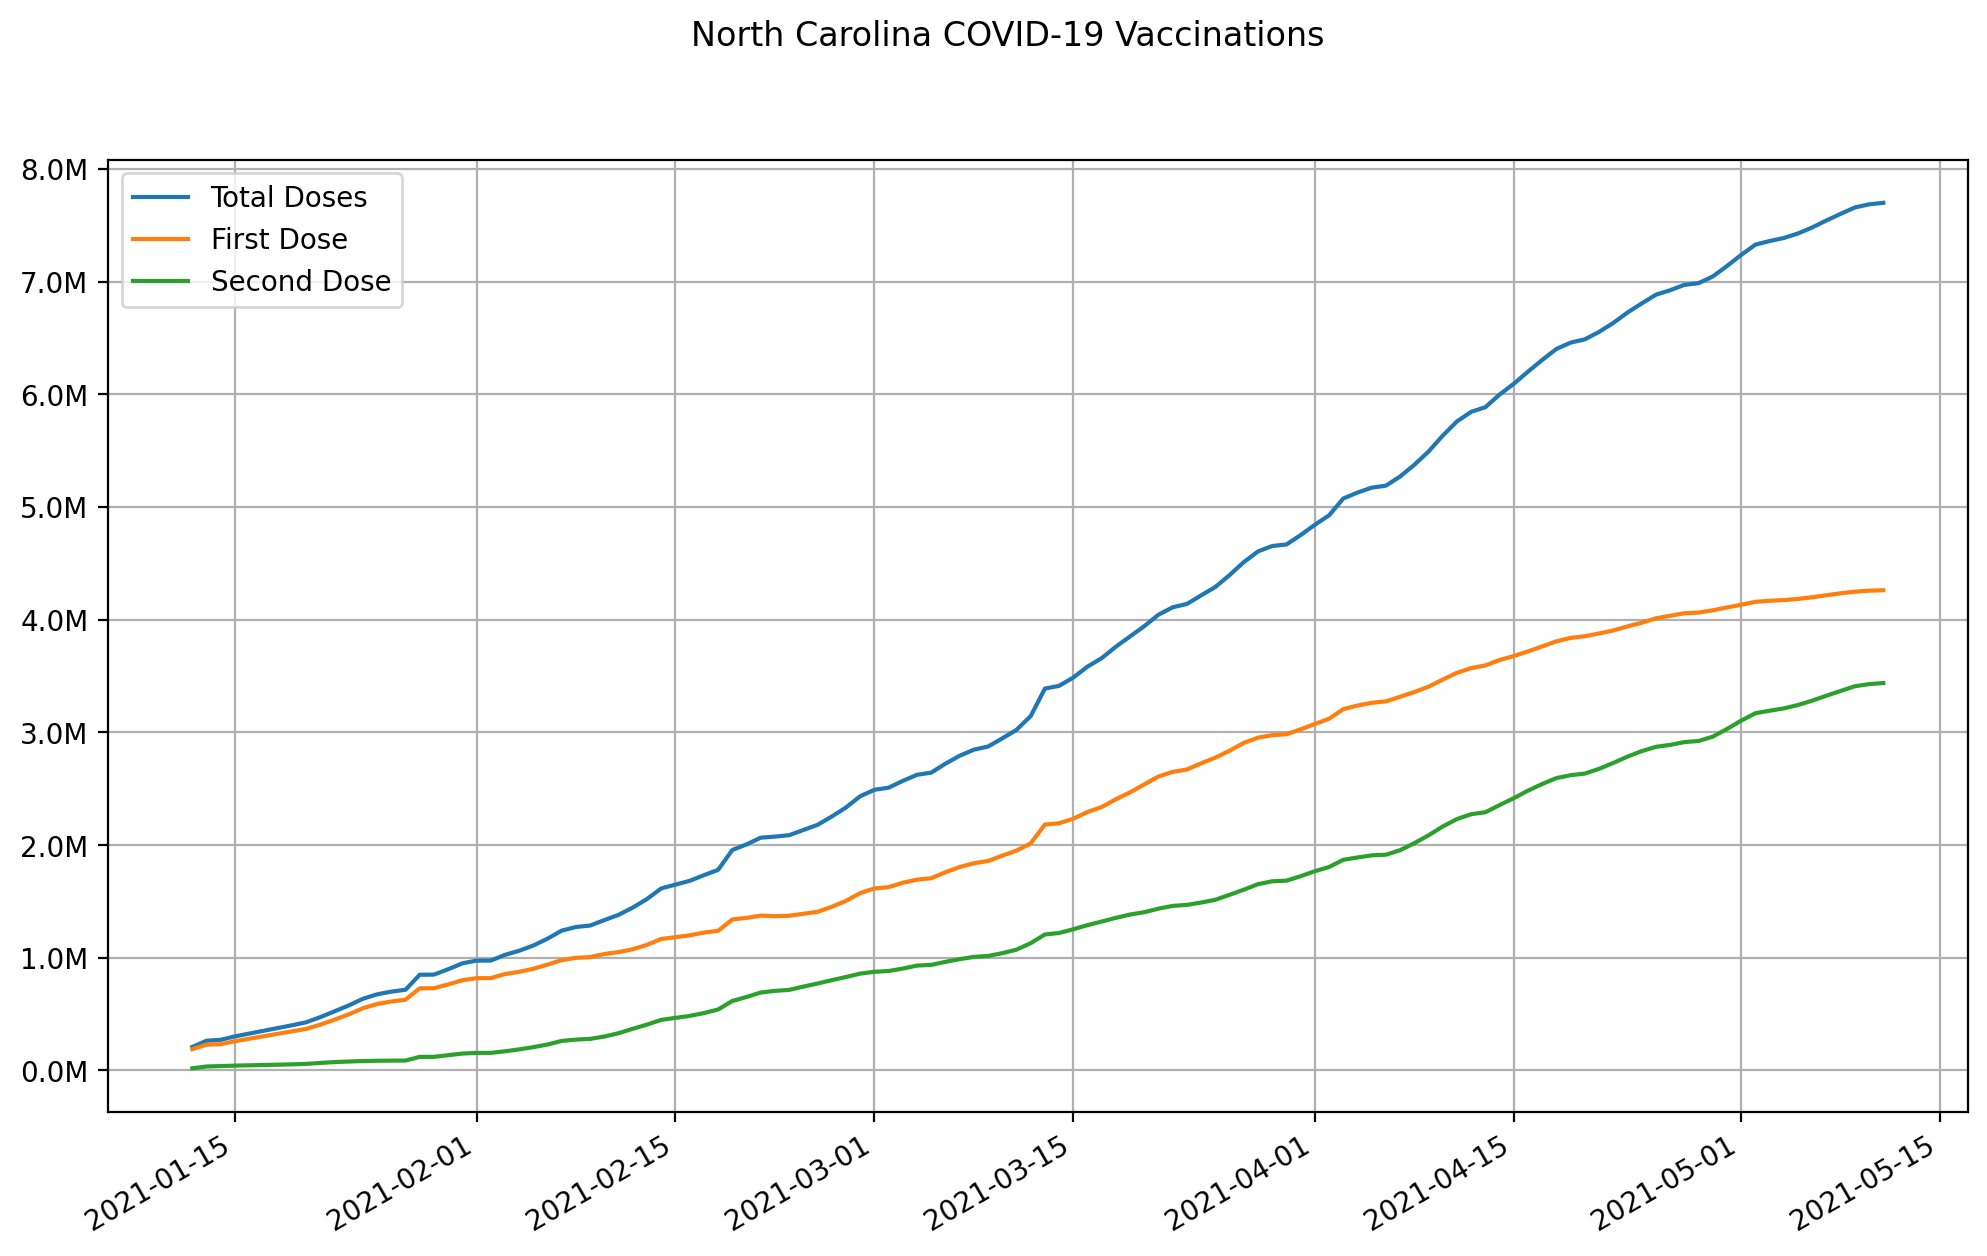 North Carolina COVID-19 Vaccinations
8.0M
7.0M
6.0M
5.0M
4.0M
3.0M
2.0M
1.0M
0.0M
Total Doses
First Dose
Second Dose
2021-01-15
2021-02-01
2021-02-15
2021-03-01
2021-03-15
2021-04-01
2021-04-15
2021-05-01
2021-05-15